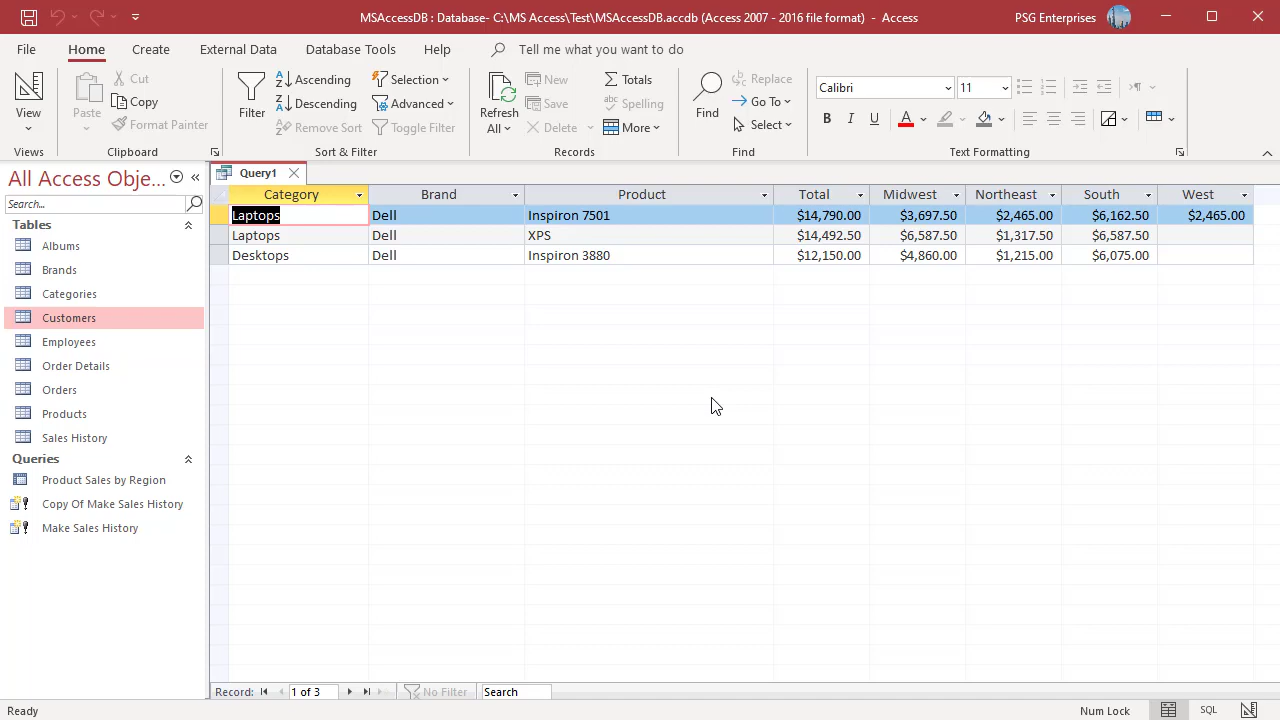 MSAccessDB : Database- C:\MS Access\Test\MSAccessDB.accdb (Access 2007 - 2016 file format) - Access PSG Enterprises
File Home Create External Data Database Tools Help Tell me what you want to do
View
Views
Paste
Cut
Copy
Format Painter
Clipboard
Filter
Ascending
Descending
Remove Sort
Selection
Advanced
Toggle Filter
Sort & Filter
Refresh
All
New
Save
Delete
Totals
Spelling
More
Records
Find
Replace
Go To
Select
Find
Calibri 11
B I U A
Text Formatting
All Access Obje...
Search...
Tables
Albums
Brands
Categories
Customers
Employees
Order Details
Orders
Products
Sales History
Queries
Product Sales by Region
Copy Of Make Sales History
Make Sales History
Query1
Category Brand Product Total Midwest Northeast South West
Laptops Dell Inspiron 7501 $14,790.00 $3,697.50 $2,465.00 $6,162.50 $2,465.00
Laptops Dell XPS $14,492.50 $6,587.50 $1,317.50 $6,587.50
Desktops Dell Inspiron 3880 $12,150.00 $4,860.00 $1,215.00 $6,075.00
Record: 1 of 3 No Filter Search
Ready Num Lock SQL